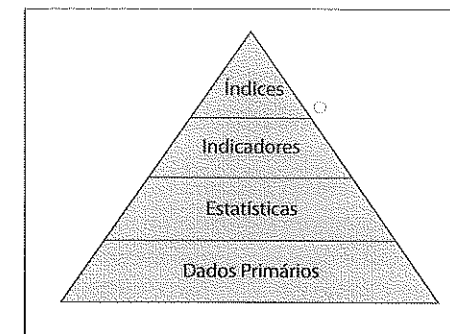 Índices
Indicadores
Estatísticas
Dados Primários